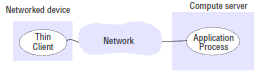 Networked device
Compute server
Thin
Client
Network
Application
Process